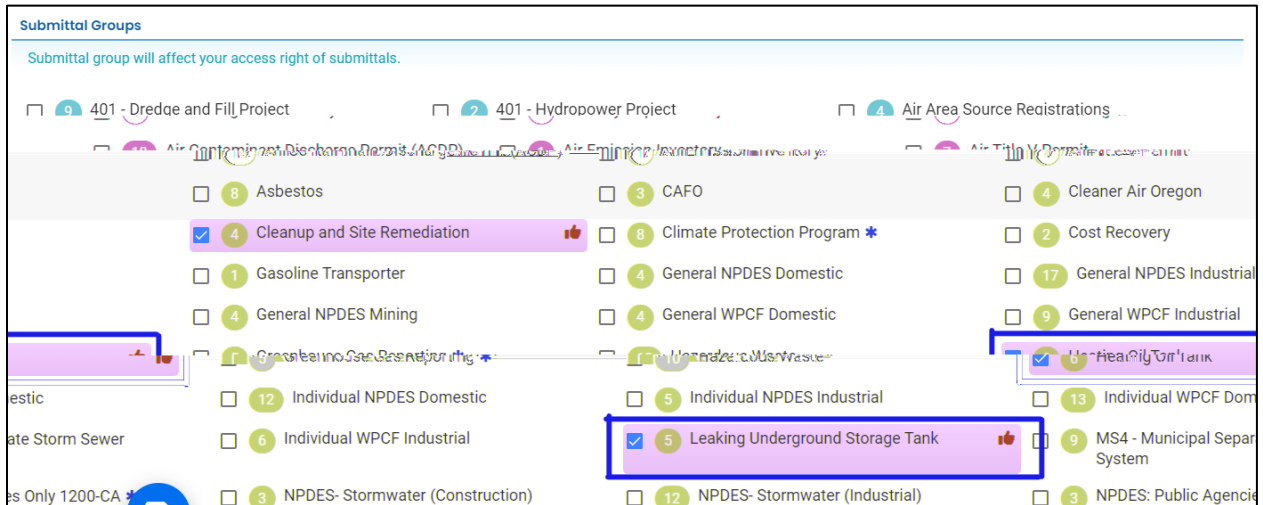 Submittal Groups
Submittal group will affect your access right of submittals.
9 401 - Dredge and Fill Project 2 401 - Hydropower Project 4 Air Area Source Registrations
8 Asbestos 3 CAFO 4 Cleaner Air Oregon
4 Cleanup and Site Remediation 8 Climate Protection Program * 2 Cost Recovery
1 Gasoline Transporter 4 General NPDES Domestic 17 General NPDES Industrial
4 General NPDES Mining 4 General WPCF Domestic 9 General WPCF Industrial
estic 12 Individual NPDES Domestic 5 Individual NPDES Industrial 13 Individual WPCF Dom
ate Storm Sewer 6 Individual WPCF Industrial 5 Leaking Underground Storage Tank 9 MS4 - Municipal Separ
System
es Only 1200-CA * 3 NPDES- Stormwater (Construction) 12 NPDES- Stormwater (Industrial) 3 NPDES: Public Agencie